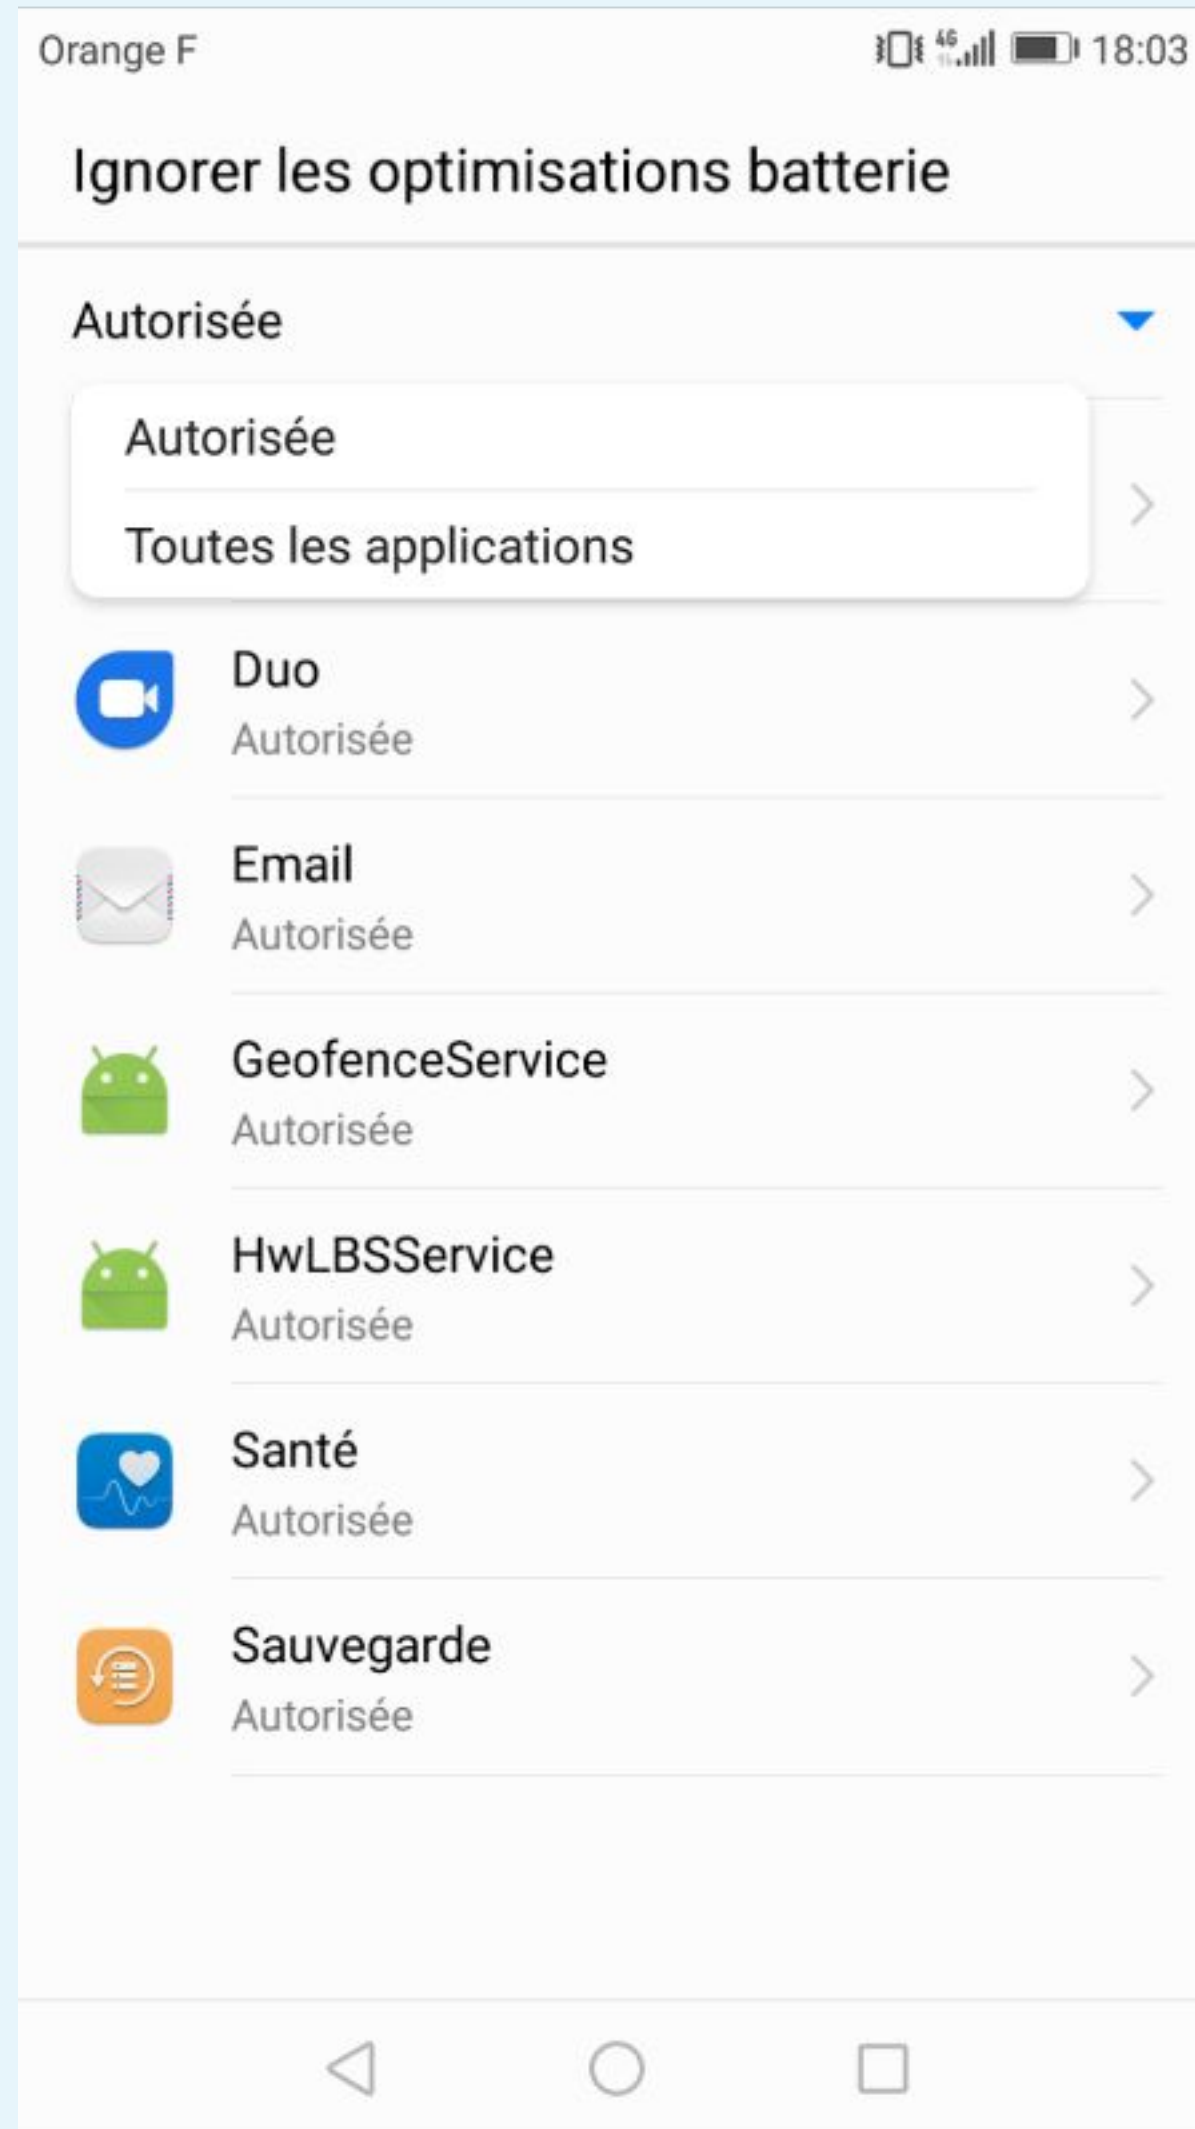 Orange F
4G
18:03
Ignorer les optimisations batterie
Autorisée
Autorisée
Toutes les applications
Duo
Autorisée
Email
Autorisée
GeofenceService
Autorisée
HwLBSService
Autorisée
Santé
Autorisée
Sauvegarde
Autorisée